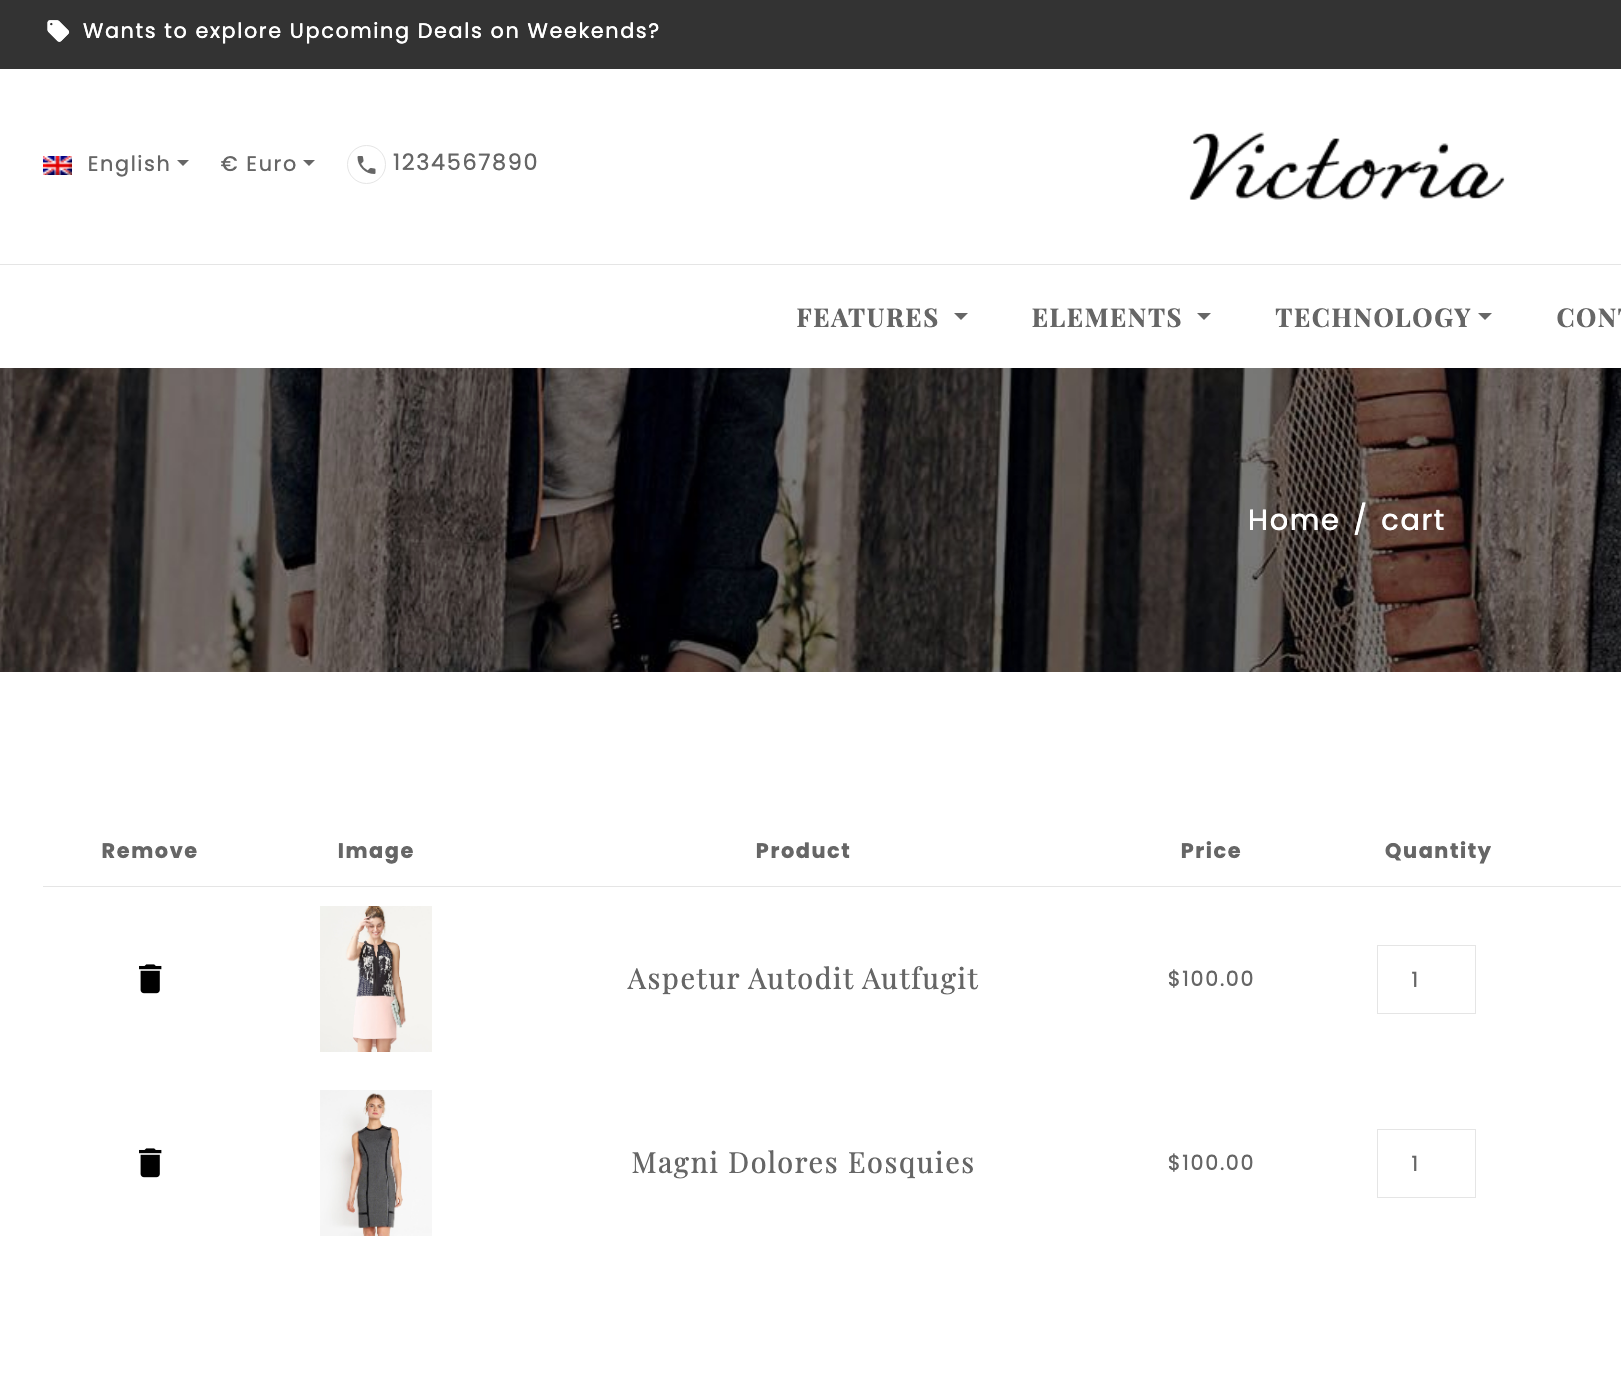 Wants to explore Upcoming Deals on Weekends?
English € Euro 1234567890
Victoria
FEATURES ELEMENTS TECHNOLOGY
Home / cart
Remove Image Product Price Quantity
Aspetur Autodit Autfugit $100.00 1
Magni Dolores Eosquies $100.00 1